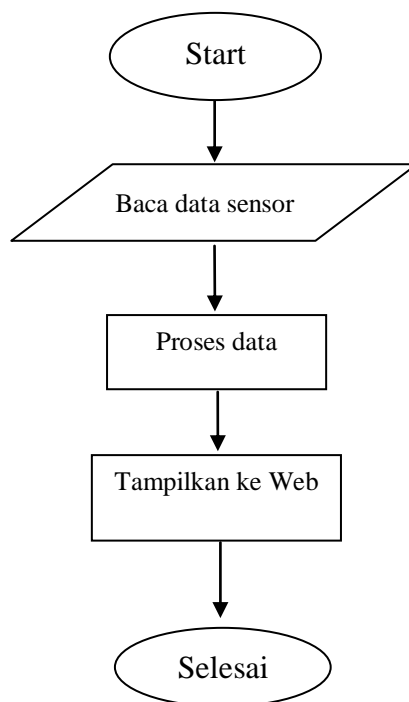 Start
Baca data sensor
Proses data
Tampilkan ke Web
Selesai